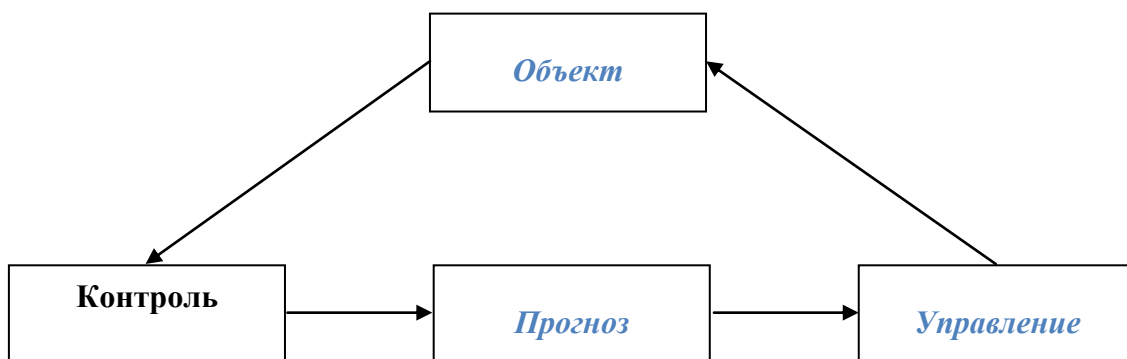 Объект
Контроль
Прогноз
Управление